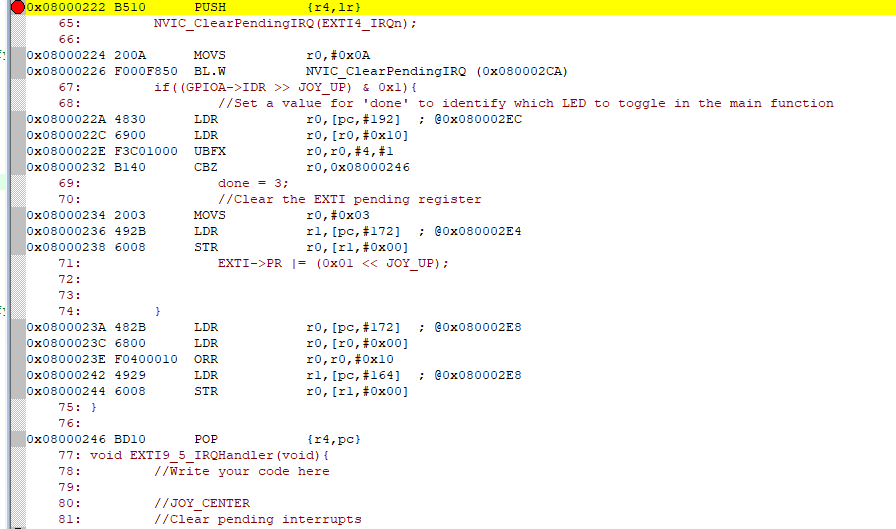 0x08000222 B510      PUSH          {r4,lr}
    65:         NVIC_ClearPendingIRQ(EXTI4_IRQn);
    66:
0x08000224 200A      MOVS          r0,#0x0A
0x08000226 F000F850  BL.W          NVIC_ClearPendingIRQ (0x080002CA)
    67:         if((GPIOA->IDR >> JOY_UP) & 0x1){
    68:                 //Set a value for 'done' to identify which LED to toggle in the main function
0x0800022A 4830      LDR           r0,[pc,#192]  ; @0x080002EC
0x0800022C 6900      LDR           r0,[r0,#0x10]
0x0800022E F3C01000  UBFX          r0,r0,#4,#1
0x08000232 B140      CBZ           r0,0x08000246
    69:                 done = 3;
    70:                 //Clear the EXTI pending register
0x08000234 2003      MOVS          r0,#0x03
0x08000236 492B      LDR           r1,[pc,#172]  ; @0x080002E4
0x08000238 6008      STR           r0,[r1,#0x00]
    71:                 EXTI->PR |= (0x01 << JOY_UP);
    72:
    73:
    74:         }
0x0800023A 482B      LDR           r0,[pc,#172]  ; @0x080002E8
0x0800023C 6800      LDR           r0,[r0,#0x00]
0x0800023E F0400010  ORR           r0,r0,#0x10
0x08000242 4929      LDR           r1,[pc,#164]  ; @0x080002E8
0x08000244 6008      STR           r0,[r1,#0x00]
    75: }
    76:
0x08000246 BD10      POP           {r4,pc}
    77: void EXTI9_5_IRQHandler(void){
    78:         //Write your code here
    79:
    80:         //JOY_CENTER
    81:         //Clear pending interrupts